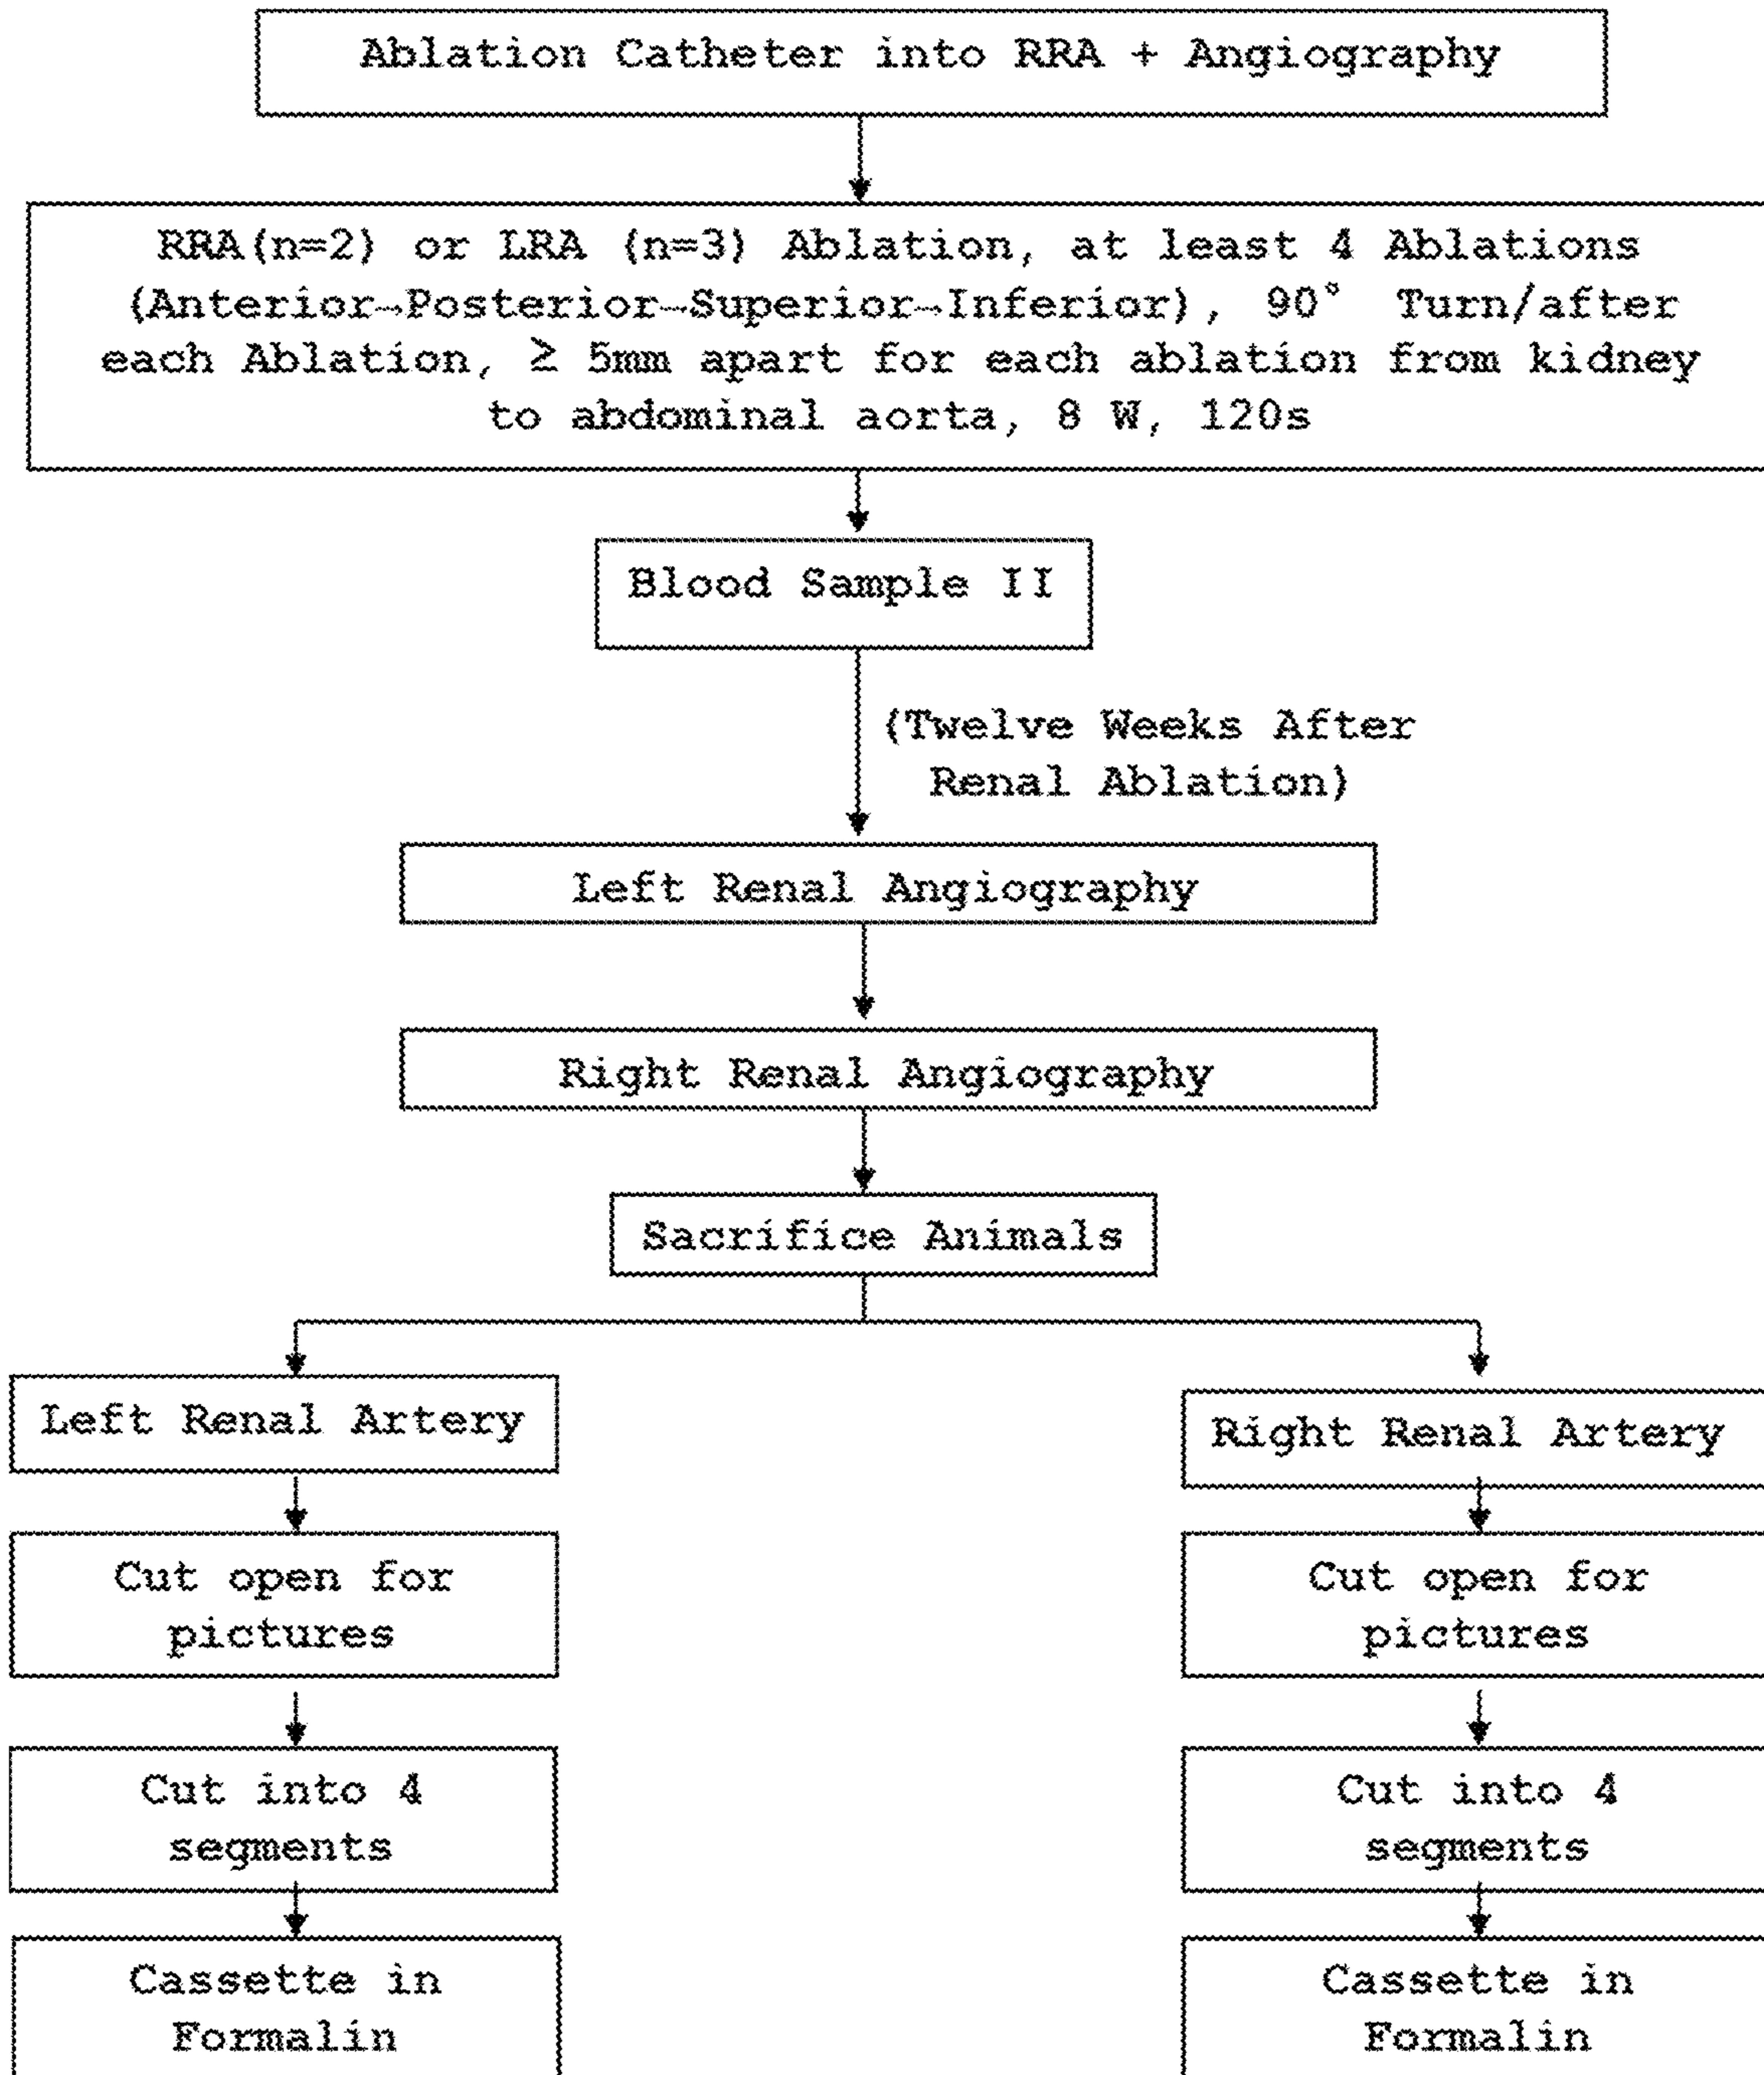 Ablation Catheter into RRA + Angiography
RRA(n=2) or LRA (n=3) Ablation, at least 4 Ablations
(Anterior→Posterior→Superior→Inferior), 90° Turn/after
each Ablation, ≥ 5mm apart for each ablation from kidney
to abdominal aorta, 8 W, 120s
Blood Sample II
(Twelve Weeks After
Renal Ablation)
Left Renal Angiography
Right Renal Angiography
Sacrifice Animals
Left Renal Artery
Cut open for
pictures
Cut into 4
segments
Cassette in
Formalin
Right Renal Artery
Cut open for
pictures
Cut into 4
segments
Cassette in
Formalin